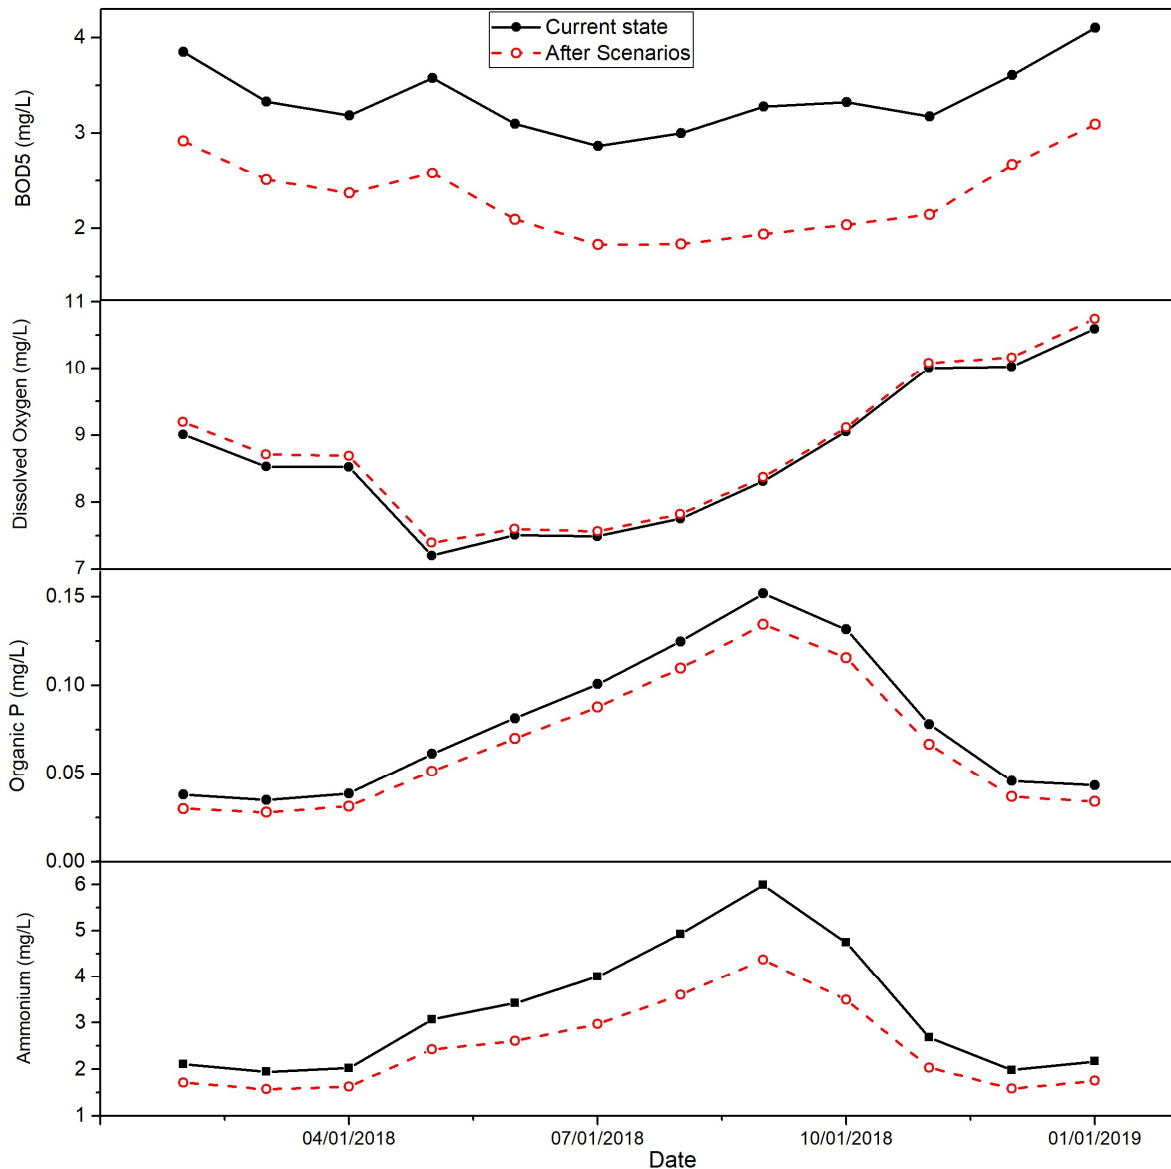 Current state
After Scenarios
4
3
2
BOD5 (mg/L)
11
10
9
8
7
Dissolved Oxygen (mg/L)
0.15
0.10
0.05
0.00
Organic P (mg/L)
6
5
4
3
2
1
Ammonium (mg/L)
04/01/2018 07/01/2018 10/01/2018 01/01/2019
Date